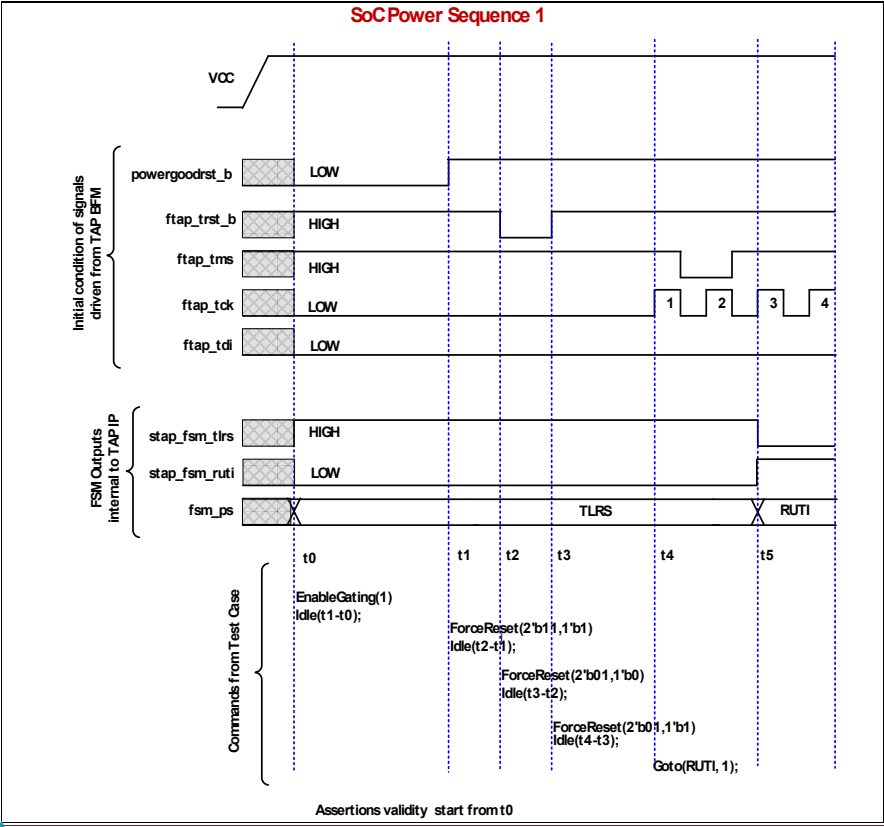 SoC Power Sequence 1
VCC
Initial condition of signals
driven from TAP BFM
powergoodrst_b
LOW
ftap_trst_b
HIGH
ftap_tms
HIGH
ftap_tck
LOW
1
2
3
4
ftap_tdi
LOW
FSM Outputs
internal to TAP IP
stap_fsm_tlrs
HIGH
stap_fsm_ruti
LOW
fsm_ps
TLRS
RUTI
t0
t1
t2
t3
t4
t5
Commands from Test Case
EnableGating(1)
Idle(t1-t0);
ForceReset(2'b11,1'b1)
Idle(t2-t1);
ForceReset(2'b01,1'b0)
Idle(t3-t2);
ForceReset(2'b01,1'b1)
Idle(t4-t3);
Goto(RUTI, 1);
Assertions validity start from t0